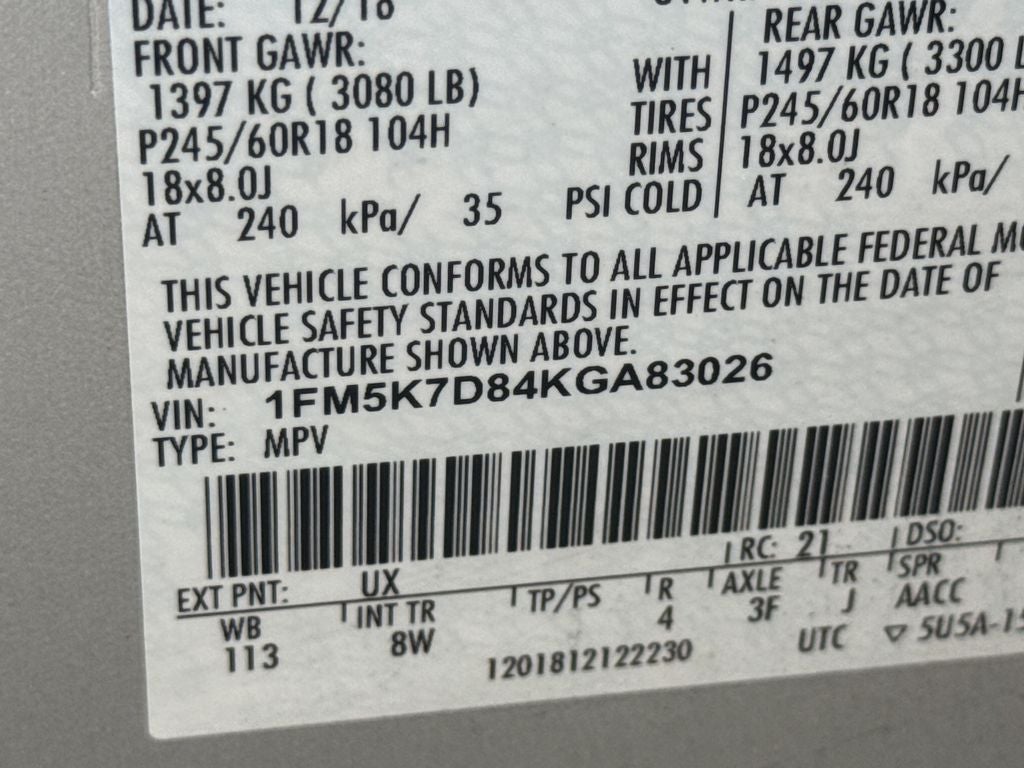 DATE: 12/18
FRONT GAWR:
1397 KG ( 3080 LB)
P245/60R18 104H
18x8.0J
AT 240 kPa/ 35 PSI COLD
WITH
TIRES
RIMS
REAR GAWR:
1497 KG ( 3300 L
P245/60R18 104H
18x8.0J
AT 240 kPa/
THIS VEHICLE CONFORMS TO ALL APPLICABLE FEDERAL
VEHICLE SAFETY STANDARDS IN EFFECT ON THE DATE OF
MANUFACTURE SHOWN ABOVE.
VIN: 1FM5K7D84KGA83026
TYPE: MPV
EXT PNT: UX RC: 21 DSO:
WB INT TR TP/PS R AXLE TR SPR
113 8W 4 3F J AACC
1201812122230 UTC ▽ 5U5A-15